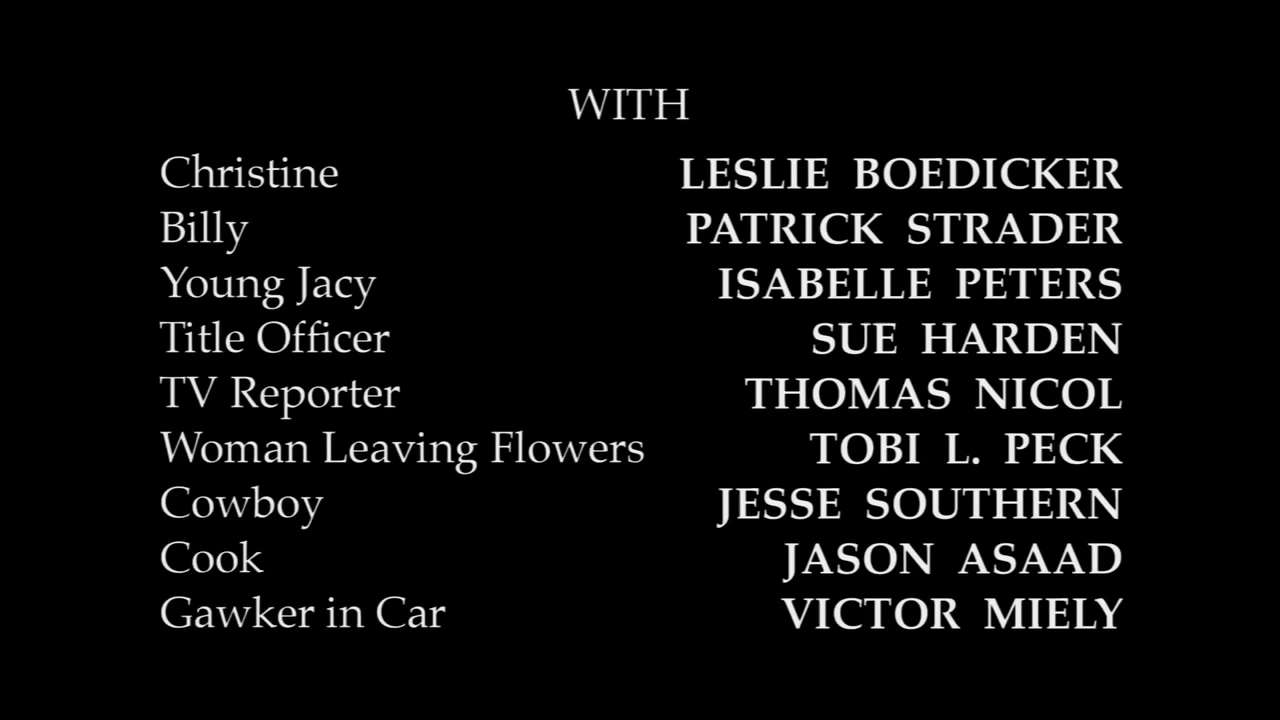 WITH
Christine LESLIE BOEDICKER
Billy PATRICK STRADER
Young Jacy ISABELLE PETERS
Title Officer SUE HARDEN
TV Reporter THOMAS NICOL
Woman Leaving Flowers TOBI L. PECK
Cowboy JESSE SOUTHERN
Cook JASON ASAAD
Gawker in Car VICTOR MIELY